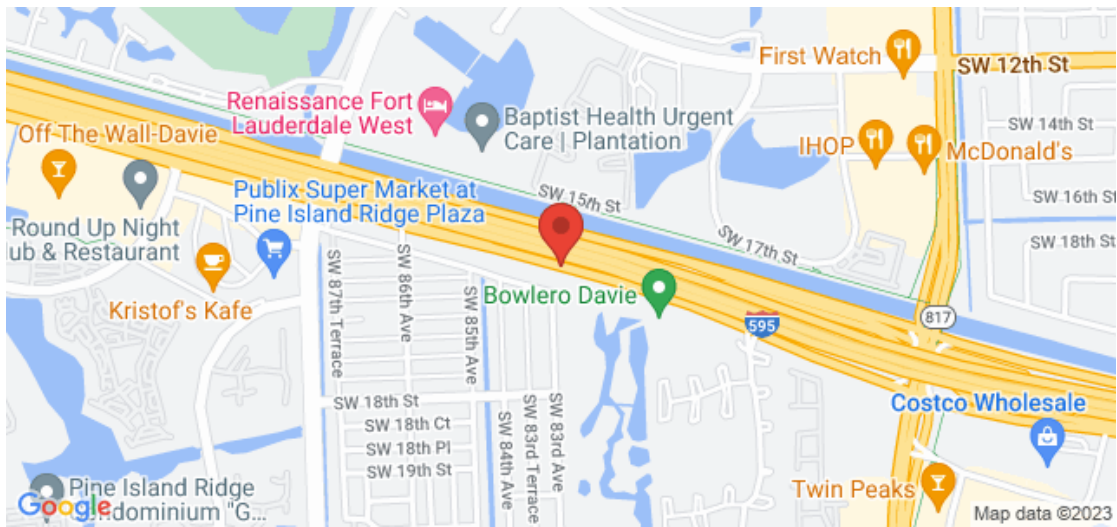 First Watch
SW 12th St
Renaissance Fort
Lauderdale West
Baptist Health Urgent
Care | Plantation
SW 14th St
Off The Wall-Davie
IHOP
McDonald's
Publix Super Market at
Pine Island Ridge Plaza
SW 15th St
SW 16th St
Round Up Night
ub & Restaurant
SW 17th St
SW 18th St
SW 87th Terrace
SW 86th Ave
SW 85th Ave
Kristof's Kafe
Bowlero Davie
595
817
SW 18th St
SW 18th Ct
SW 18th Pl
SW 19th St
SW 84th Ave
SW 83rd Terrace
SW 83rd Ave
Costco Wholesale
Pine Island Ridge
ondominium "G...
Twin Peaks
Google
Map data ©2023